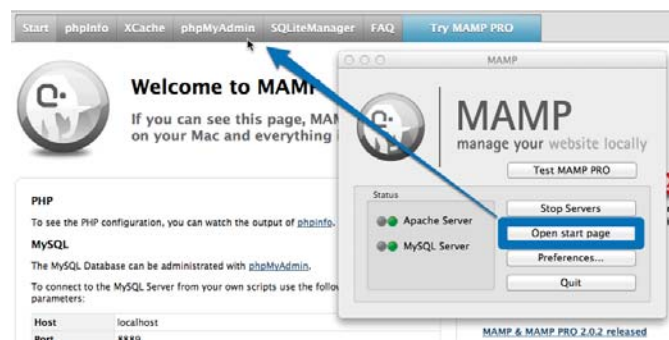 Start phpInfo XCache phpMyAdmin SQLiteManager FAQ Try MAMP PRO
Welcome to MAMP
If you can see this page, MAM
on your Mac and everything
PHP
To see the PHP configuration, you can watch the output of phpinfo.
MySQL
The MySQL Database can be administrated with phpMyAdmin.
To connect to the MySQL Server from your own scripts use the follow
parameters:
Host localhost
Port 8889
MAMP
MAMP
manage your website locally
Test MAMP PRO
Status
Apache Server
MySQL Server
Stop Servers
Open start page
Preferences...
Quit
MAMP & MAMP PRO 2.0.2 released